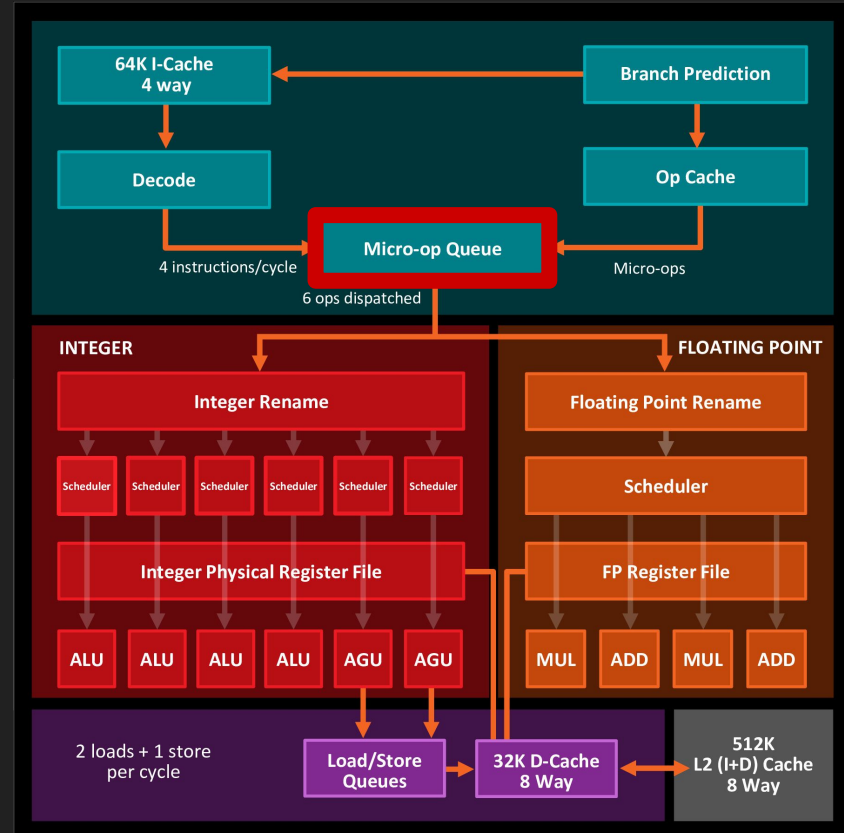 64K I-Cache
4 way
Branch Prediction
Decode
Op Cache
Micro-op Queue
4 instructions/cycle
Micro-ops
6 ops dispatched
INTEGER
FLOATING POINT
Integer Rename
Floating Point Rename
Scheduler
Scheduler
Scheduler
Scheduler
Scheduler
Scheduler
Scheduler
Integer Physical Register File
FP Register File
ALU
ALU
ALU
ALU
AGU
AGU
MUL
ADD
MUL
ADD
2 loads + 1 store
per cycle
Load/Store
Queues
32K D-Cache
8 Way
512K
L2 (I+D) Cache
8 Way